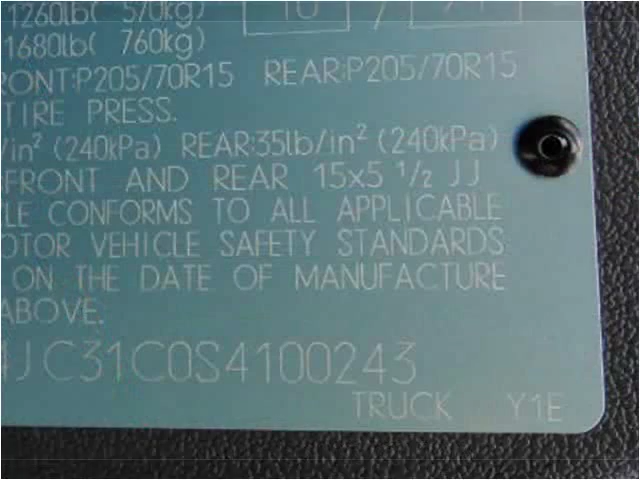 1260lb( 570kg)
1680lb( 760kg)
RONT:P205/70R15 REAR:P205/70R15
TIRE PRESS.
/in² (240kPa) REAR:35lb/in² (240kPa)
FRONT AND REAR 15x5 1/2 JJ
LE CONFORMS TO ALL APPLICABLE
OTOR VEHICLE SAFETY STANDARDS
ON THE DATE OF MANUFACTURE
ABOVE.
4JC31C0S4100243
TRUCK Y1E